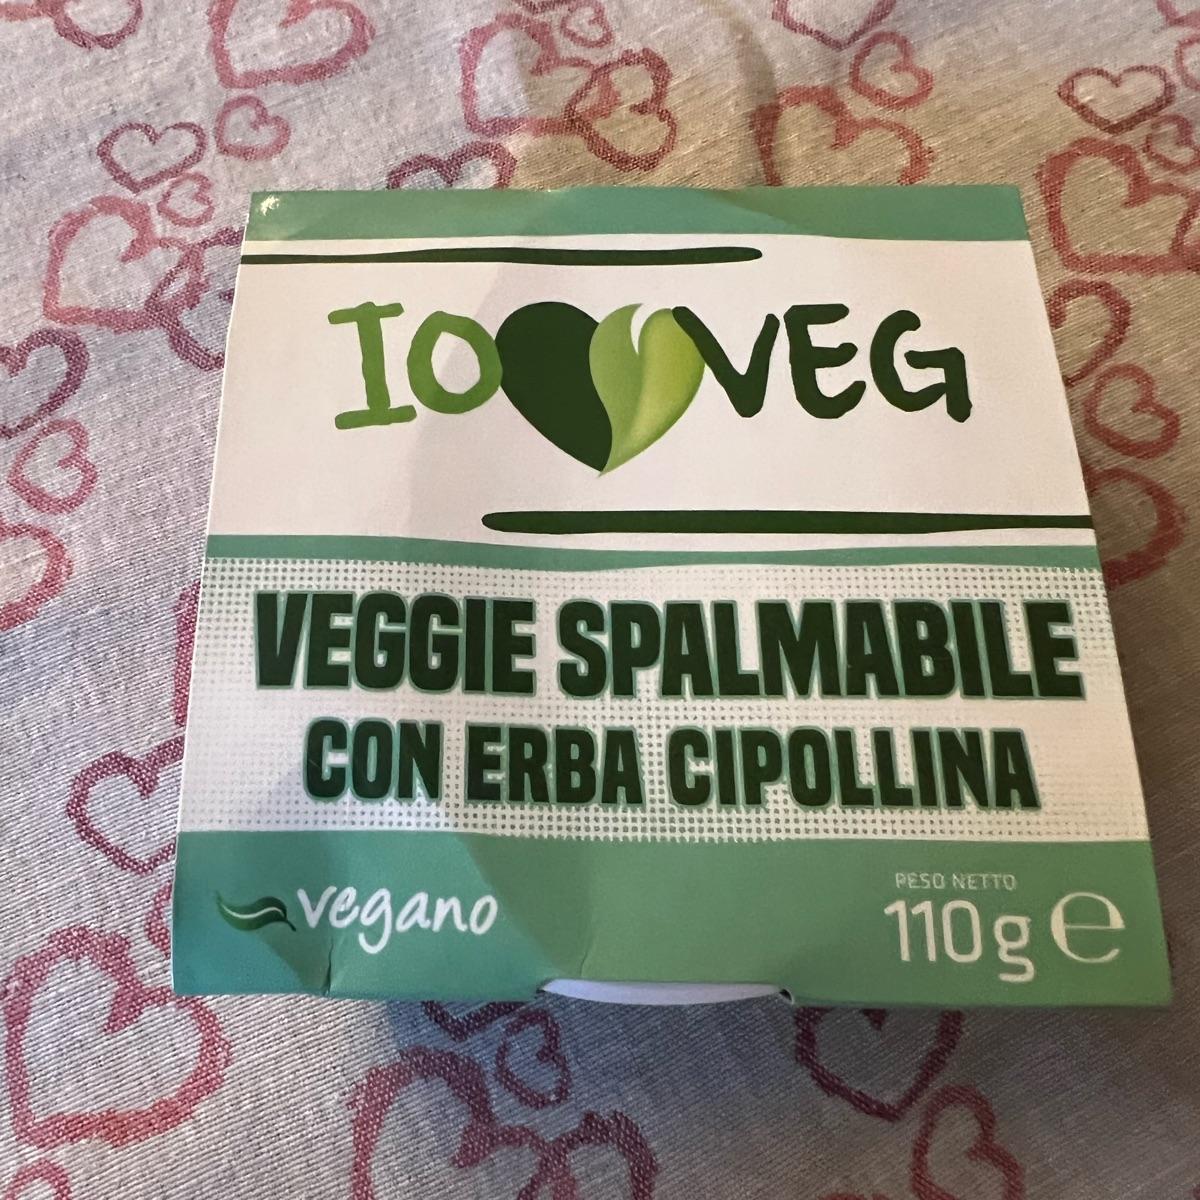 IO VEG
VEGGIE SPALMABILE
CON ERBA CIPOLLINA
vegano
PESO NETTO
110g e